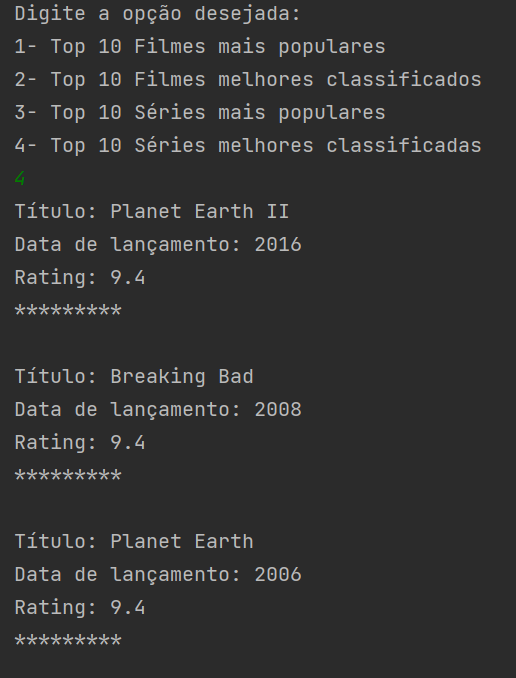 Digite a opção desejada:
1- Top 10 Filmes mais populares
2- Top 10 Filmes melhores classificados
3- Top 10 Séries mais populares
4- Top 10 Séries melhores classificadas
4
Título: Planet Earth II
Data de lançamento: 2016
Rating: 9.4
*********
Título: Breaking Bad
Data de lançamento: 2008
Rating: 9.4
*********
Título: Planet Earth
Data de lançamento: 2006
Rating: 9.4
*********